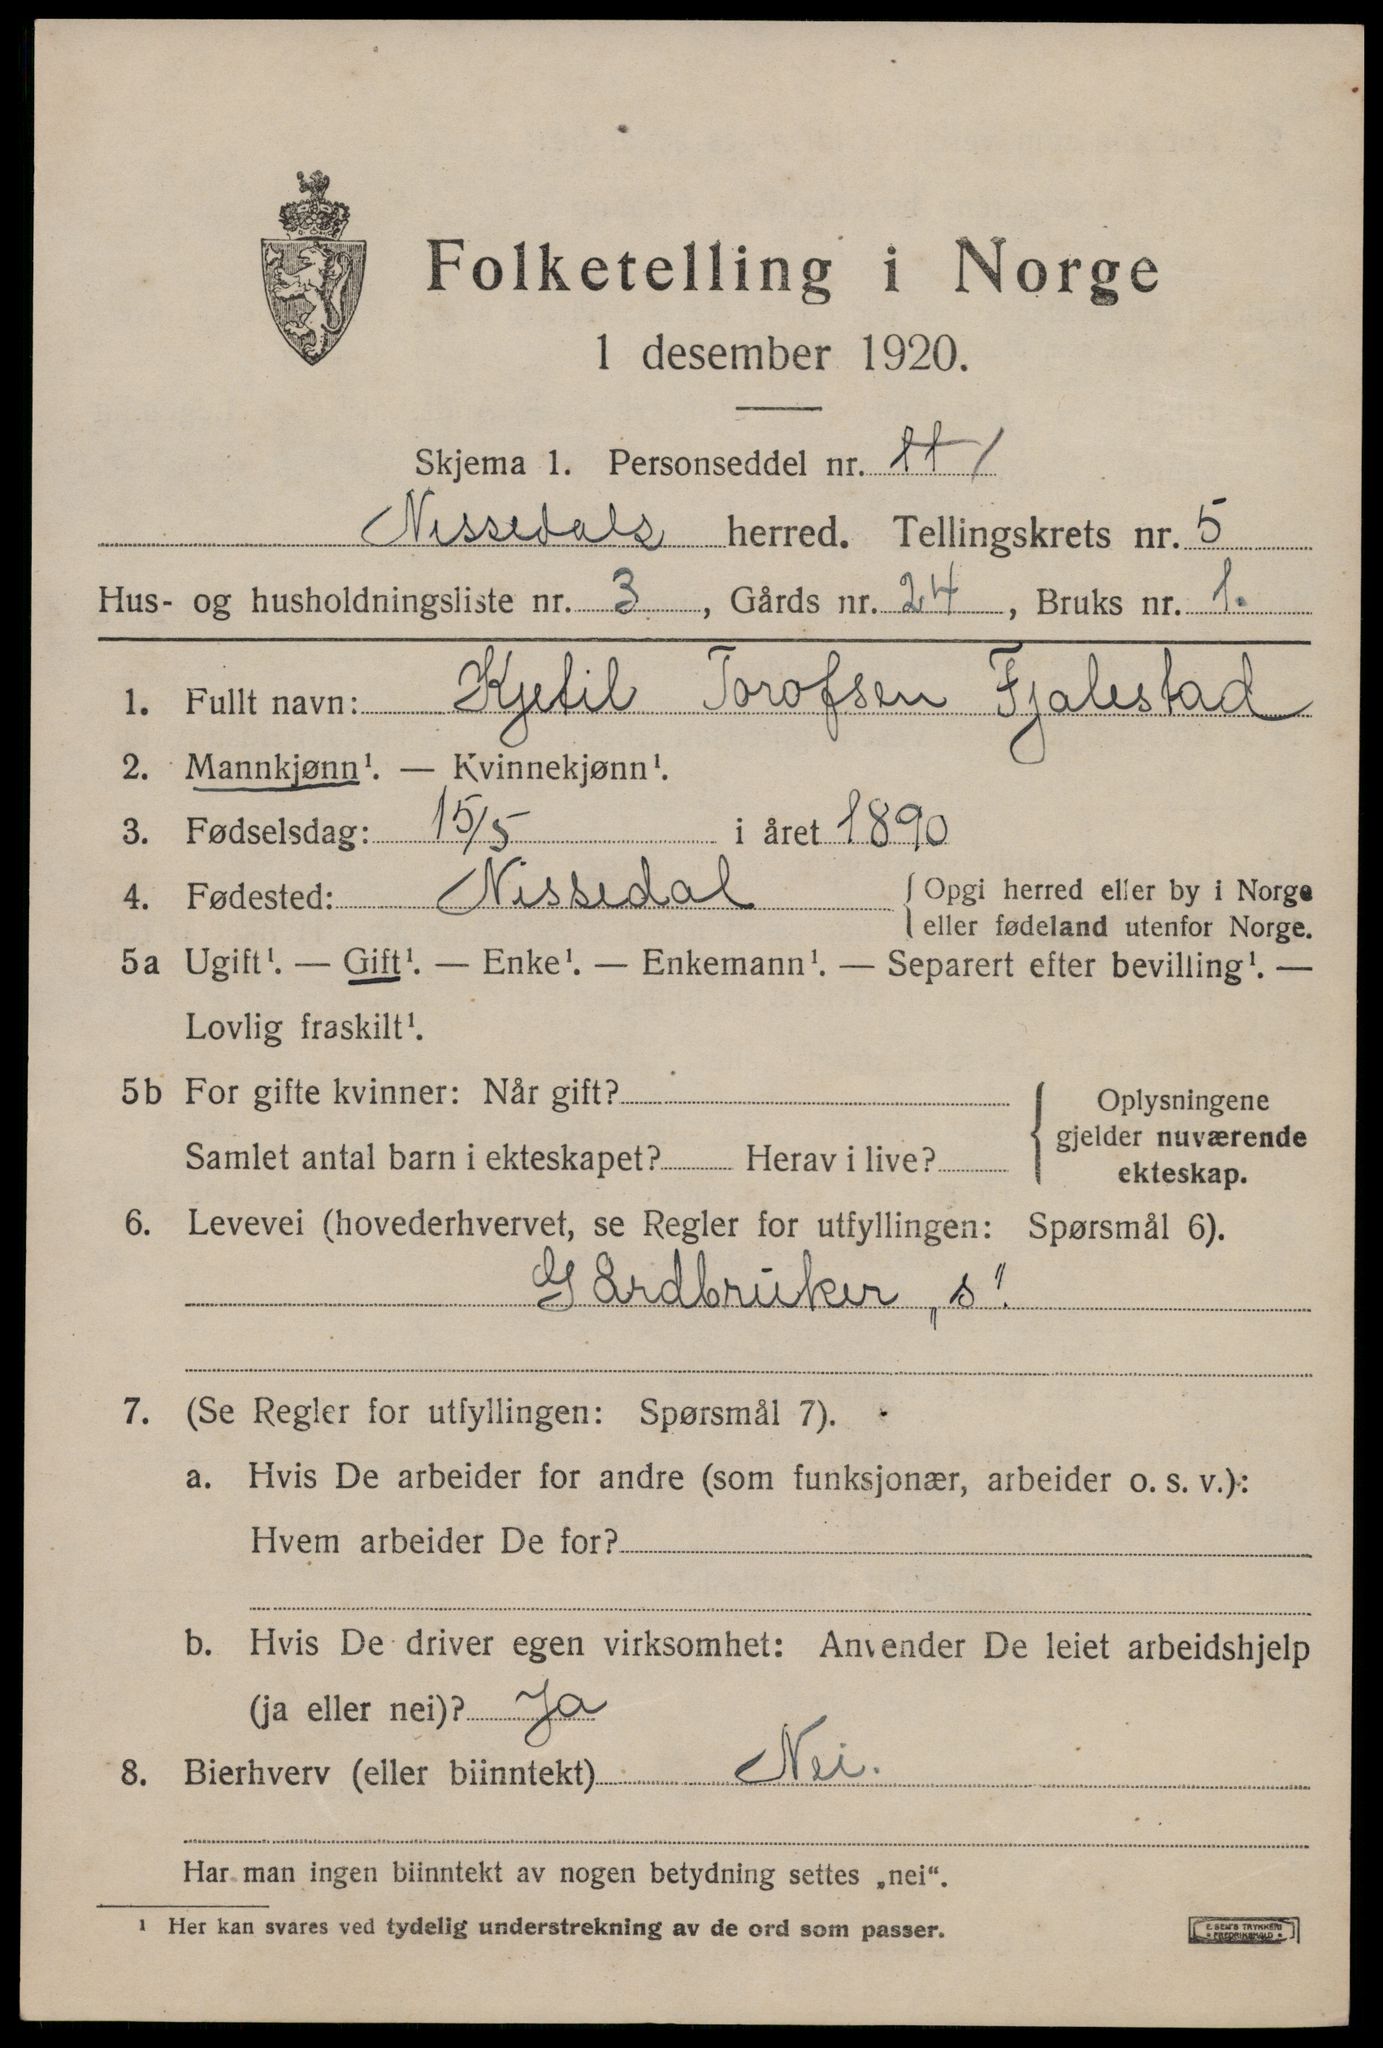 Folketelling i Norge
1 desember 1920.
Skjema 1. Personseddel nr. 1
Nissedals herred. Tellingskrets nr. 5
Hus- og husholdningsliste nr. 3, Gårds nr. 24, Bruks nr. 1.
1. Fullt navn: Kjetil Torofsen Fjalestad
2. Mannkjønn¹. — Kvinnekjønn¹.
3. Fødselsdag: 15/5 i året 1890
4. Fødested: Nissedal { Opgi herred eller by i Norge
eller fødeland utenfor Norge.
5a Ugift¹. — Gift¹. — Enke¹. — Enkemann¹. — Separert efter bevilling¹. —
Lovlig fraskilt¹.
5b For gifte kvinner: Når gift?
Samlet antal barn i ekteskapet? Herav i live?
Oplysningene
gjelder nuværende
ekteskap.
6. Levevei (hovederhvervet, se Regler for utfyllingen: Spørsmål 6).
Gårdbruker „s".
7. (Se Regler for utfyllingen: Spørsmål 7).
a. Hvis De arbeider for andre (som funksjonær, arbeider o. s. v.):
Hvem arbeider De for?
b. Hvis De driver egen virksomhet: Anvender De leiet arbeidshjelp
(ja eller nei)? Ja
8. Bierhverv (eller biinntekt) Nei.
Har man ingen biinntekt av nogen betydning settes „nei“.
¹ Her kan svares ved tydelig understrekning av de ord som passer.
E. SEM'S TRYKKERI
• FREDRIKSHALD •